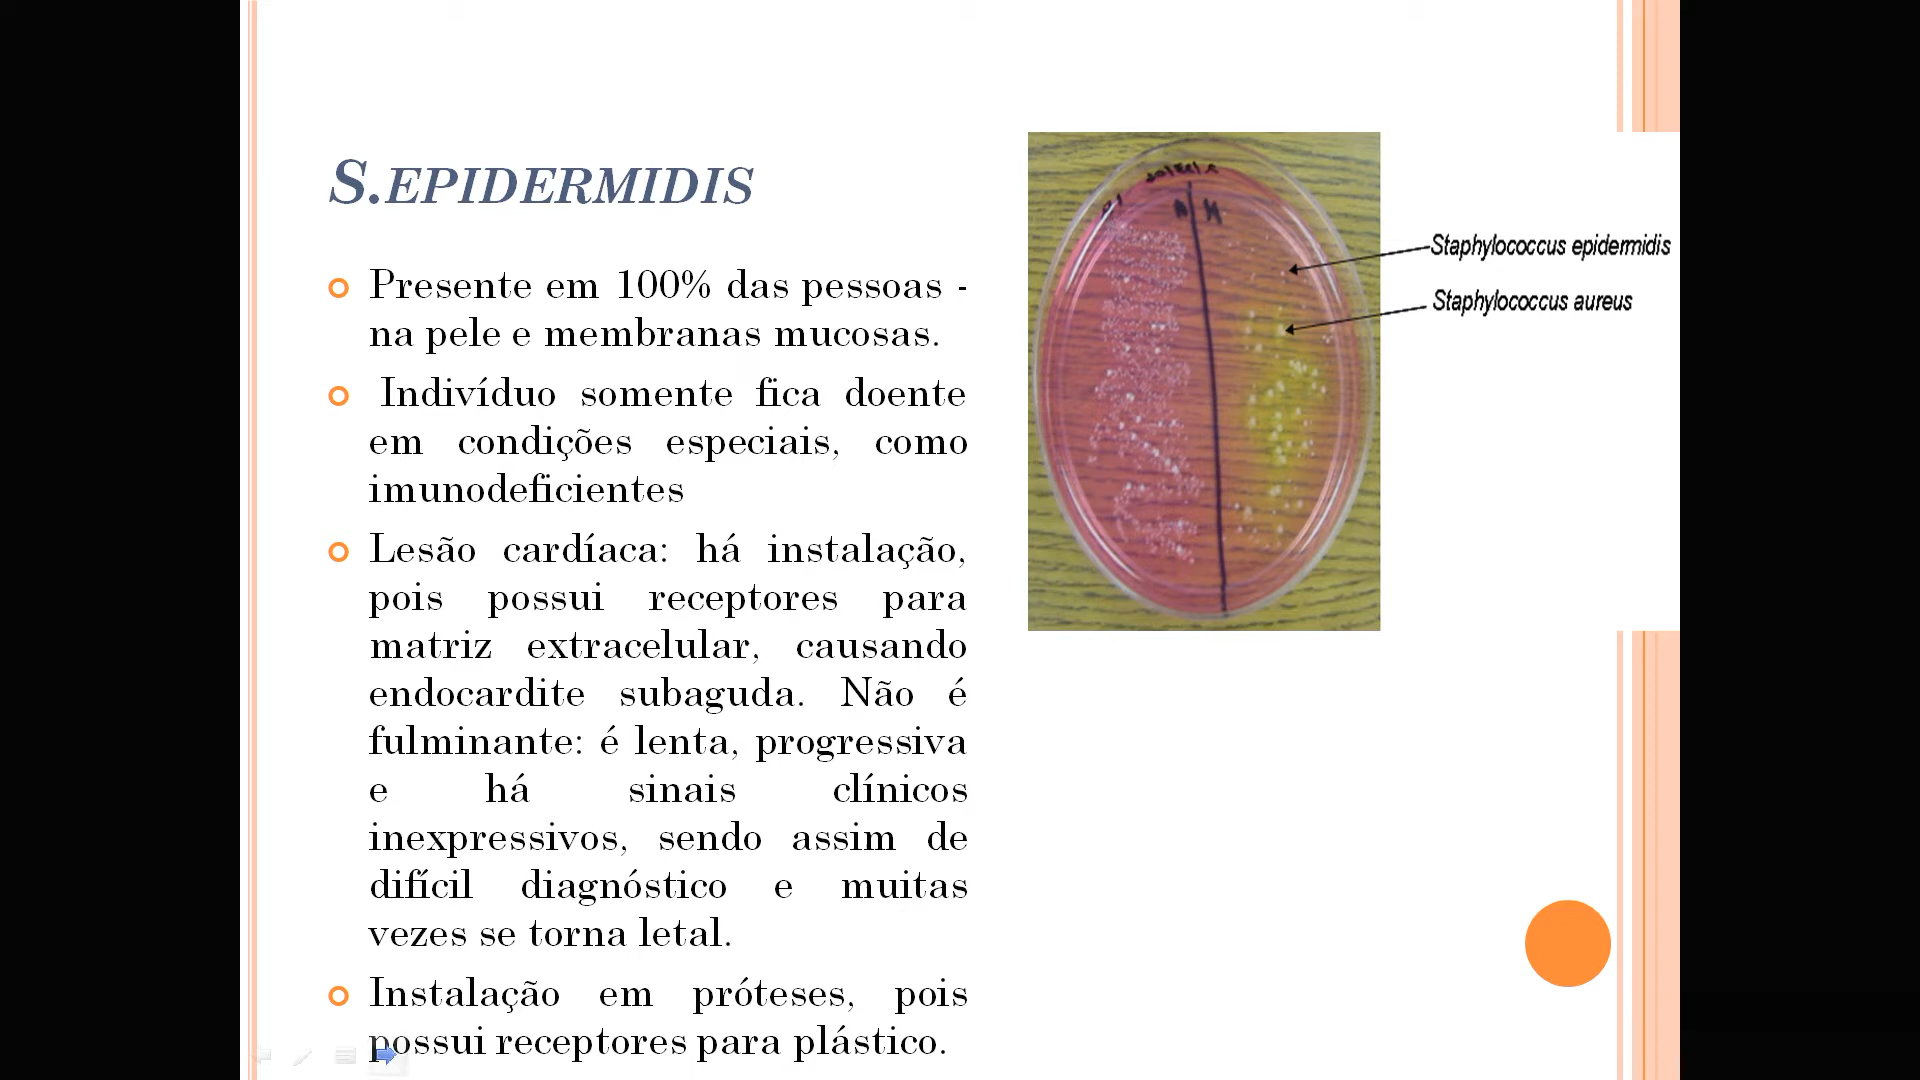 S.EPIDERMIDIS
Presente em 100% das pessoas -
na pele e membranas mucosas.
Indivíduo somente fica doente
em condições especiais, como
imunodeficientes
Lesão cardíaca: há instalação,
pois possui receptores para
matriz extracelular, causando
endocardite subaguda. Não é
fulminante: é lenta, progressiva
e há sinais clínicos
inexpressivos, sendo assim de
difícil diagnóstico e muitas
vezes se torna letal.
Instalação em próteses, pois
possui receptores para plástico.
Staphylococcus epidermidis
Staphylococcus aureus